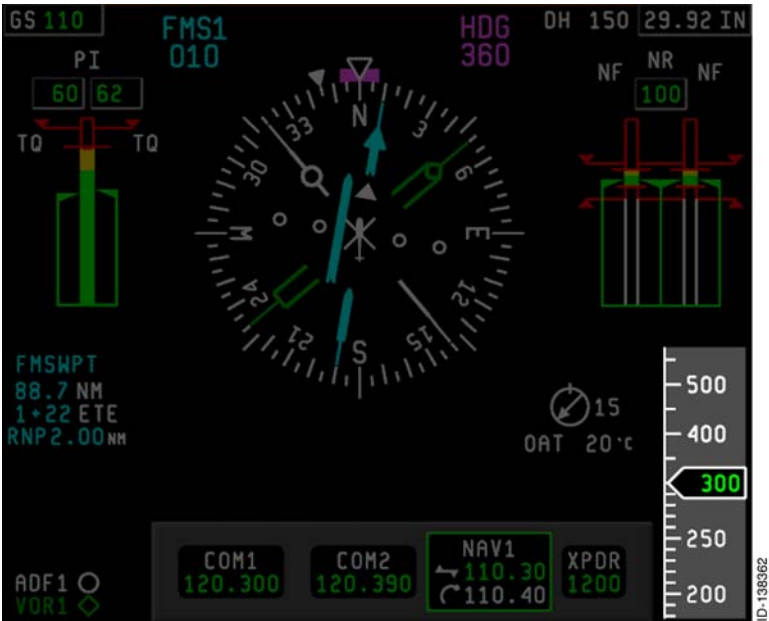 GS 110
FMS1
010
HDG
360
DH 150
29.92 IN
PI
60 62
TQ TQ
NF NR NF
100
N
3
6
E
12
15
S
21
24
W
30
33
FMSWPT
88.7 NM
1+22 ETE
RNP2.00NM
15
OAT 20°C
500
400
300
250
200
COM1
120.300
COM2
120.390
NAV1
110.30
110.40
XPDR
1200
ADF1
VOR1
ID-138362